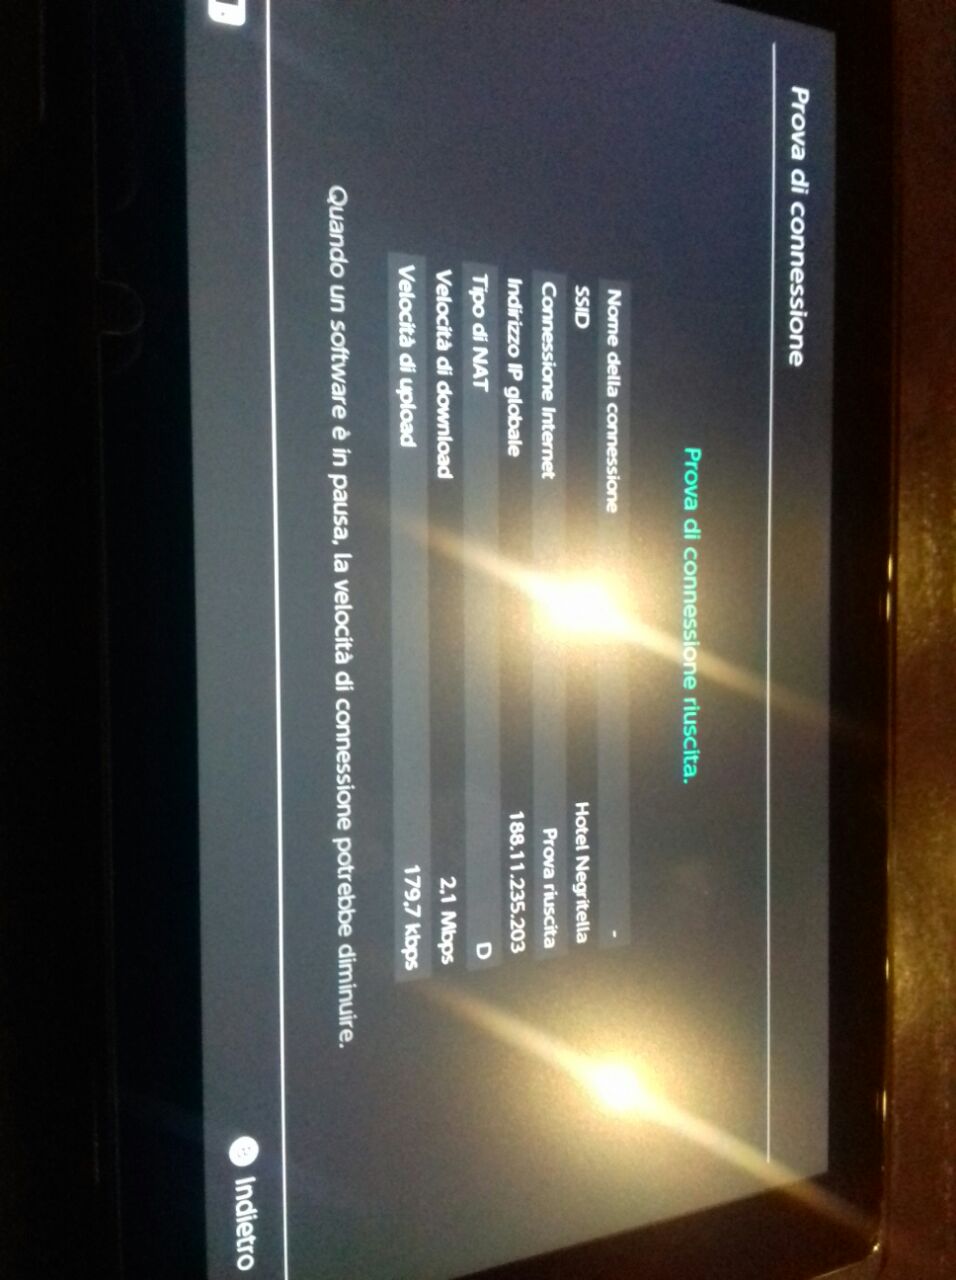 Prova di connessione
Prova di connessione riuscita.
Nome della connessione -
SSID Hotel Negritella
Connessione Internet Prova riuscita
Indirizzo IP globale 188.11.235.203
Tipo di NAT D
Velocità di download 2,1 Mbps
Velocità di upload 179,7 kbps
Quando un software è in pausa, la velocità di connessione potrebbe diminuire.
B Indietro